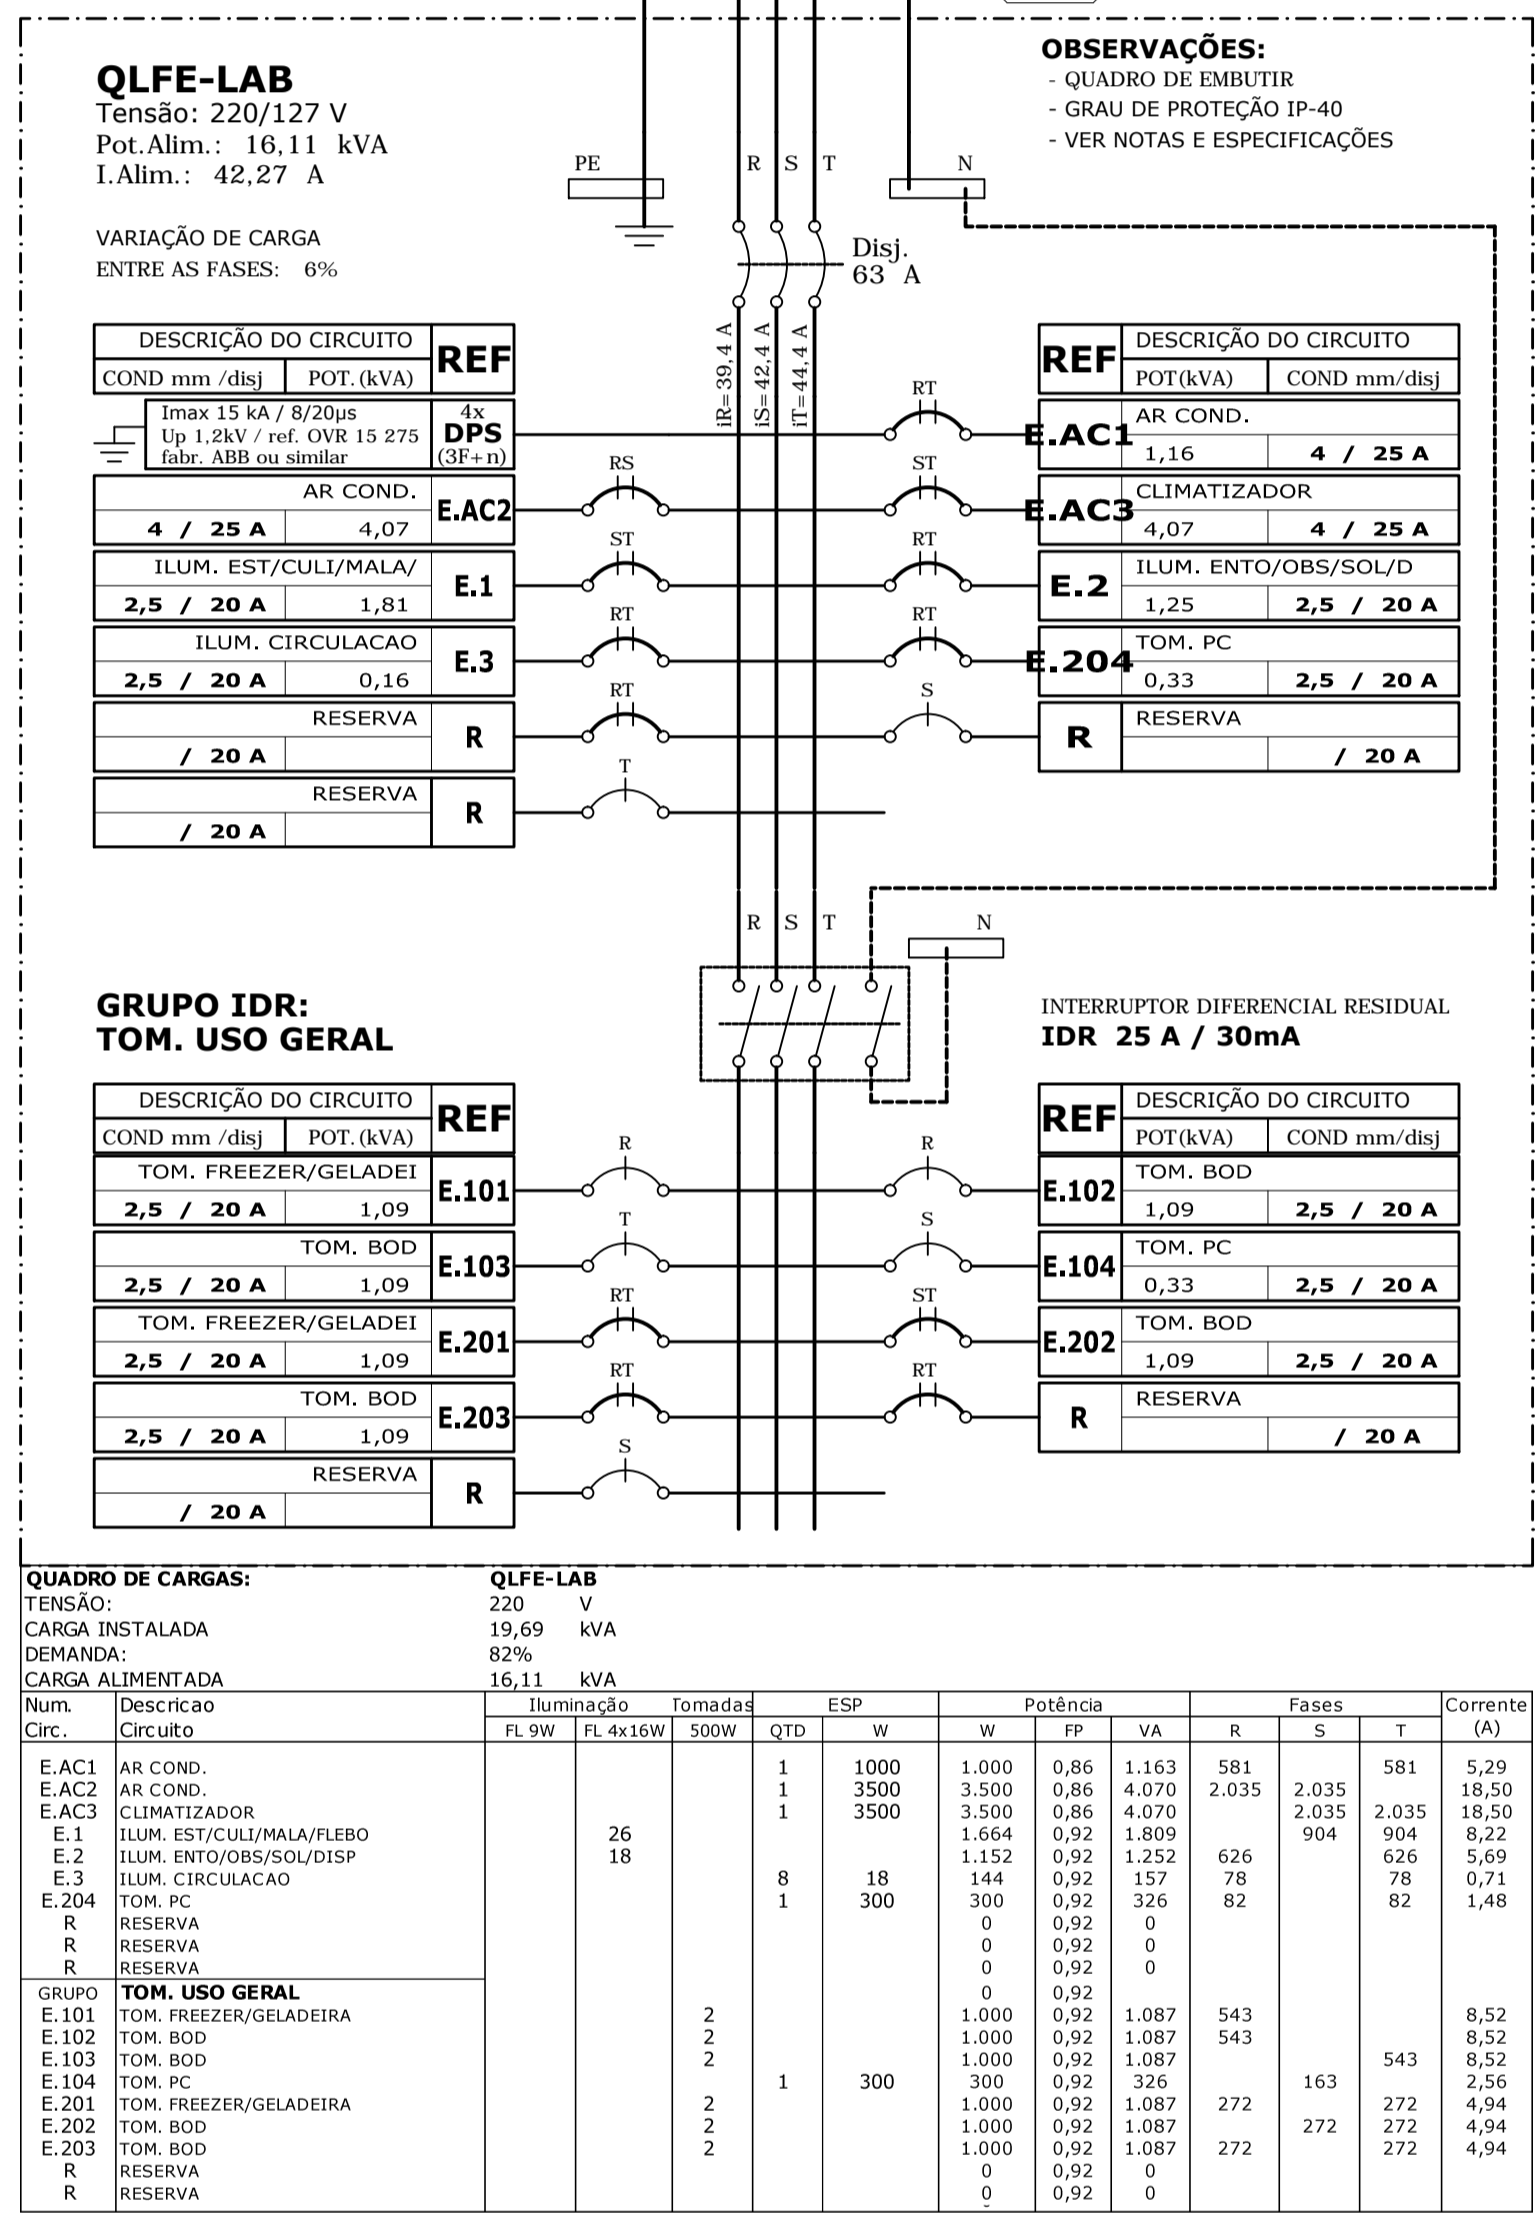 QLFE-LAB
Tensão: 220/127 V
Pot.Alim.: 16,11 kVA
I.Alim.: 42,27 A
VARIAÇÃO DE CARGA
ENTRE AS FASES: 6%
OBSERVAÇÕES:
- QUADRO DE EMBUTIR
- GRAU DE PROTEÇÃO IP-40
- VER NOTAS E ESPECIFICAÇÕES
PE
R S T
N
Disj.
63 A
iR=39,4 A
iS=42,4 A
iT=44,4 A
DESCRIÇÃO DO CIRCUITO REF
COND mm /disj POT.(kVA)
Imax 15 kA / 8/20µs 4x
Up 1,2kV / ref. OVR 15 275 DPS
fabr. ABB ou similar (3F+n)
AR COND. E.AC2 RS
4 / 25 A 4,07
ILUM. EST/CULI/MALA/ E.1 ST
2,5 / 20 A 1,81
ILUM. CIRCULACAO E.3 RT
2,5 / 20 A 0,16
RESERVA R RT
/ 20 A
RESERVA R T
/ 20 A
REF DESCRIÇÃO DO CIRCUITO
POT(kVA) COND mm/disj
RT E.AC1 AR COND.
1,16 4 / 25 A
ST E.AC3 CLIMATIZADOR
4,07 4 / 25 A
RT E.2 ILUM. ENTO/OBS/SOL/D
1,25 2,5 / 20 A
RT E.204 TOM. PC
0,33 2,5 / 20 A
S R RESERVA
/ 20 A
R S T
N
GRUPO IDR:
TOM. USO GERAL
INTERRUPTOR DIFERENCIAL RESIDUAL
IDR 25 A / 30mA
DESCRIÇÃO DO CIRCUITO REF
COND mm /disj POT.(kVA)
TOM. FREEZER/GELADEI E.101 R
2,5 / 20 A 1,09
TOM. BOD E.103 T
2,5 / 20 A 1,09
TOM. FREEZER/GELADEI E.201 RT
2,5 / 20 A 1,09
TOM. BOD E.203 RT
2,5 / 20 A 1,09
RESERVA R S
/ 20 A
REF DESCRIÇÃO DO CIRCUITO
POT(kVA) COND mm/disj
R E.102 TOM. BOD
1,09 2,5 / 20 A
S E.104 TOM. PC
0,33 2,5 / 20 A
ST E.202 TOM. BOD
1,09 2,5 / 20 A
RT R RESERVA
/ 20 A
QUADRO DE CARGAS: QLFE-LAB
TENSÃO: 220 V
CARGA INSTALADA 19,69 kVA
DEMANDA: 82%
CARGA ALIMENTADA 16,11 kVA
Num. Descricao Iluminação Tomadas ESP Potência Fases Corrente
Circ. Circuito FL 9W FL 4x16W 500W QTD W W FP VA R S T (A)
E.AC1 AR COND. 1 1000 1.000 0,86 1.163 581 581 5,29
E.AC2 AR COND. 1 3500 3.500 0,86 4.070 2.035 2.035 18,50
E.AC3 CLIMATIZADOR 1 3500 3.500 0,86 4.070 2.035 2.035 18,50
E.1 ILUM. EST/CULI/MALA/FLEBO 26 1.664 0,92 1.809 904 904 8,22
E.2 ILUM. ENTO/OBS/SOL/DISP 18 1.152 0,92 1.252 626 626 5,69
E.3 ILUM. CIRCULACAO 8 18 144 0,92 157 78 78 0,71
E.204 TOM. PC 1 300 300 0,92 326 82 82 1,48
R RESERVA 0 0,92 0
R RESERVA 0 0,92 0
R RESERVA 0 0,92 0
GRUPO TOM. USO GERAL 0 0,92
E.101 TOM. FREEZER/GELADEIRA 2 1.000 0,92 1.087 543 8,52
E.102 TOM. BOD 2 1.000 0,92 1.087 543 8,52
E.103 TOM. BOD 2 1.000 0,92 1.087 543 8,52
E.104 TOM. PC 1 300 300 0,92 326 163 2,56
E.201 TOM. FREEZER/GELADEIRA 2 1.000 0,92 1.087 272 272 4,94
E.202 TOM. BOD 2 1.000 0,92 1.087 272 272 4,94
E.203 TOM. BOD 2 1.000 0,92 1.087 272 272 4,94
R RESERVA 0 0,92 0
R RESERVA 0 0,92 0